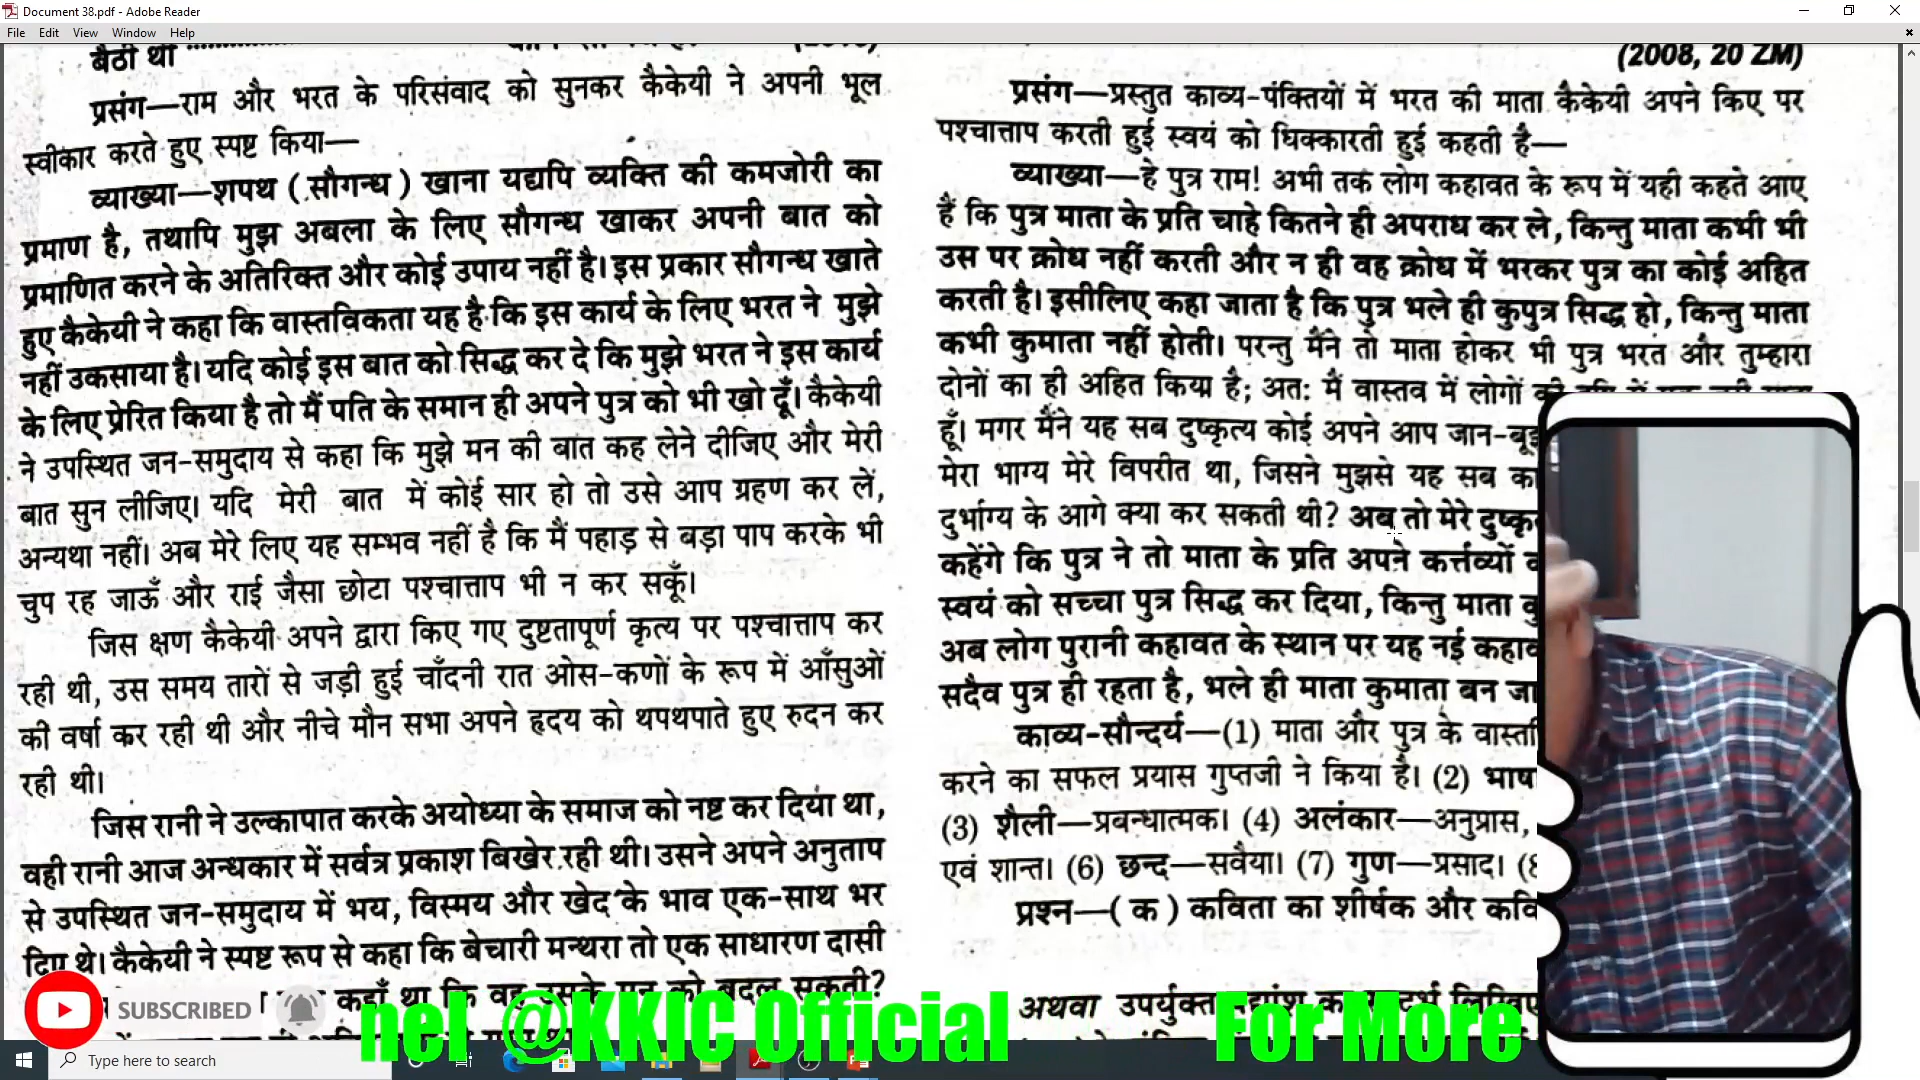 Document 38.pdf - Adobe Reader
File Edit View Window Help
बैठी थी
प्रसंग—राम और भरत के परिसंवाद को सुनकर कैकेयी ने अपनी भूल
स्वीकार करते हुए स्पष्ट किया—
व्याख्या—शपथ (सौगन्ध) खाना यद्यपि व्यक्ति की कमजोरी का
प्रमाण है, तथापि मुझ अबला के लिए सौगन्ध खाकर अपनी बात को
प्रमाणित करने के अतिरिक्त और कोई उपाय नहीं है। इस प्रकार सौगन्ध खाते
हुए कैकेयी ने कहा कि वास्तविकता यह है कि इस कार्य के लिए भरत ने मुझे
नहीं उकसाया है। यदि कोई इस बात को सिद्ध कर दे कि मुझे भरत ने इस कार्य
के लिए प्रेरित किया है तो मैं पति के समान ही अपने पुत्र को भी खो दूँ। कैकेयी
ने उपस्थित जन-समुदाय से कहा कि मुझे मन की बात कह लेने दीजिए और मेरी
बात सुन लीजिए। यदि मेरी बात में कोई सार हो तो उसे आप ग्रहण कर लें,
अन्यथा नहीं। अब मेरे लिए यह सम्भव नहीं है कि मैं पहाड़ से बड़ा पाप करके भी
चुप रह जाऊँ और राई जैसा छोटा पश्चात्ताप भी न कर सकूँ।
जिस क्षण कैकेयी अपने द्वारा किए गए दुष्टतापूर्ण कृत्य पर पश्चात्ताप कर
रही थी, उस समय तारों से जड़ी हुई चाँदनी रात ओस-कणों के रूप में आँसुओं
की वर्षा कर रही थी और नीचे मौन सभा अपने हृदय को थपथपाते हुए रुदन कर
रही थी।
जिस रानी ने उल्कापात करके अयोध्या के समाज को नष्ट कर दिया था,
वही रानी आज अन्धकार में सर्वत्र प्रकाश बिखेर रही थी। उसने अपने अनुताप
से उपस्थित जन-समुदाय में भय, विस्मय और खेद के भाव एक-साथ भर
दिए थे। कैकेयी ने स्पष्ट रूप से कहा कि बेचारी मन्थरा तो एक साधारण दासी
कहाँ था कि वह उसके मन को बदल सकती?
(2008, 20 ZM)
प्रसंग—प्रस्तुत काव्य-पंक्तियों में भरत की माता कैकेयी अपने किए पर
पश्चात्ताप करती हुई स्वयं को धिक्कारती हुई कहती है—
व्याख्या—हे पुत्र राम! अभी तक लोग कहावत के रूप में यही कहते आए
हैं कि पुत्र माता के प्रति चाहे कितने ही अपराध कर ले, किन्तु माता कभी भी
उस पर क्रोध नहीं करती और न ही वह क्रोध में भरकर पुत्र का कोई अहित
करती है। इसीलिए कहा जाता है कि पुत्र भले ही कुपुत्र सिद्ध हो, किन्तु माता
कभी कुमाता नहीं होती। परन्तु मैंने तो माता होकर भी पुत्र भरत और तुम्हारा
दोनों का ही अहित किया है; अतः मैं वास्तव में लोगों
हूँ। मगर मैंने यह सब दुष्कृत्य कोई अपने आप जान-बूझ
मेरा भाग्य मेरे विपरीत था, जिसने मुझसे यह सब
दुर्भाग्य के आगे क्या कर सकती थी? अब तो मेरे
कहेंगे कि पुत्र ने तो माता के प्रति अपने कर्त्तव्यों
स्वयं को सच्चा पुत्र सिद्ध कर दिया, किन्तु माता
अब लोग पुरानी कहावत के स्थान पर यह नई
सदैव पुत्र ही रहता है, भले ही माता कुमाता बन
काव्य-सौन्दर्य—(1) माता और पुत्र के
करने का सफल प्रयास गुप्तजी ने किया है। (2)
(3) शैली—प्रबन्धात्मक। (4) अलंकार—अनुप्रास,
एवं शान्त। (6) छन्द—सवैया। (7) गुण—प्रसाद।
प्रश्न—(क) कविता का शीर्षक और कवि
अथवा उपर्युक्त पद्यांश का सन्दर्भ लिखिए
SUBSCRIBED
nel @KKIC Official For More
Type here to search